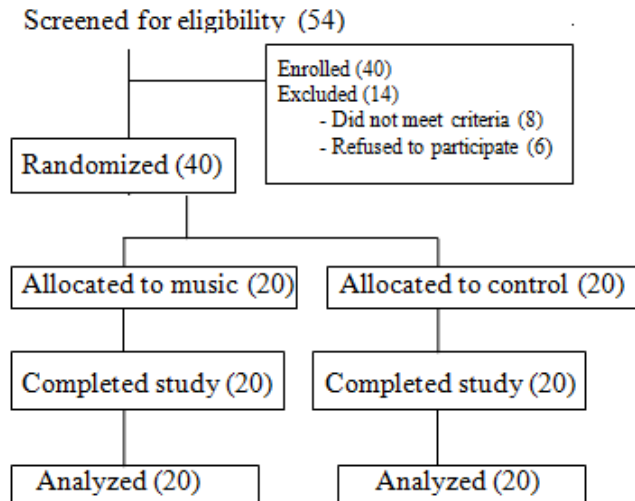 Screened for eligibility (54)
Enrolled (40)
Excluded (14)
- Did not meet criteria (8)
- Refused to participate (6)
Randomized (40)
Allocated to music (20)
Allocated to control (20)
Completed study (20)
Completed study (20)
Analyzed (20)
Analyzed (20)